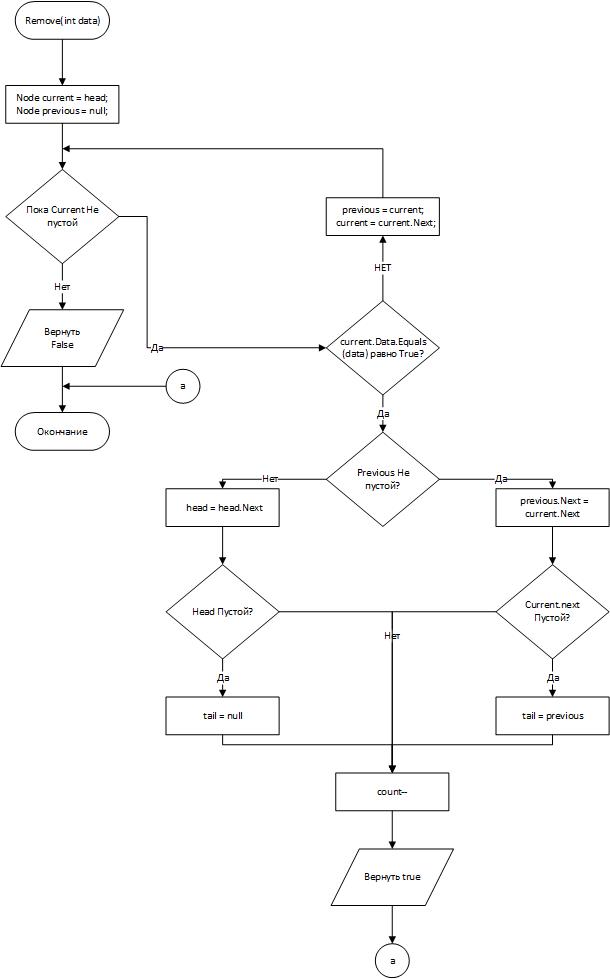 Remove(int data)
Node current = head;
Node previous = null;
Пока Current Не
пустой
Нет
Вернуть
False
a
Окончание
previous = current;
current = current.Next;
НЕТ
Да
current.Data.Equals
(data) равно True?
Да
Previous Не
пустой?
Нет
Да
head = head.Next
previous.Next =
current.Next
Head Пустой?
Current.next
Пустой?
Нет
Да
Да
tail = null
tail = previous
count--
Вернуть true
a